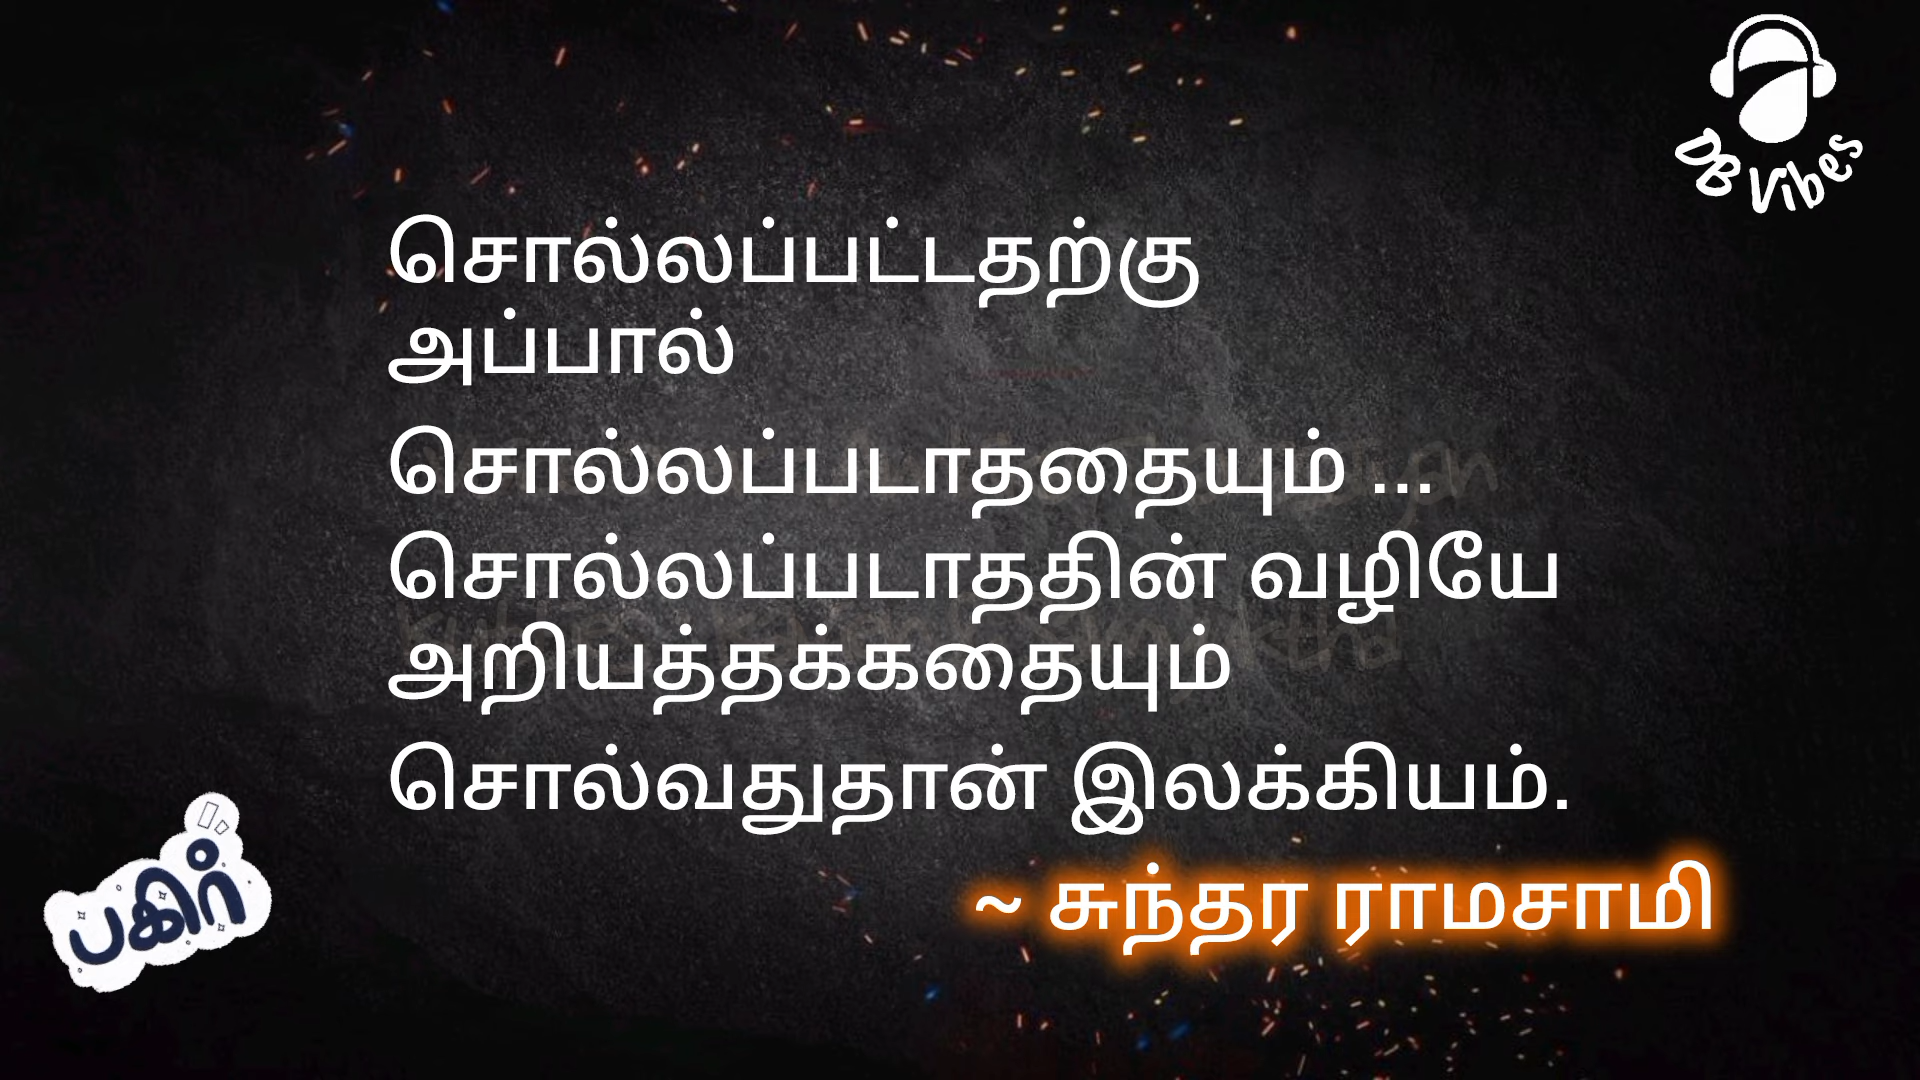 DB Vibes
சொல்லப்பட்டதற்கு
அப்பால்
சொல்லப்படாததையும் ...
சொல்லப்படாததின் வழியே
அறியத்தக்கதையும்
சொல்வதுதான் இலக்கியம்.
~ சுந்தர ராமசாமி
பகிர்